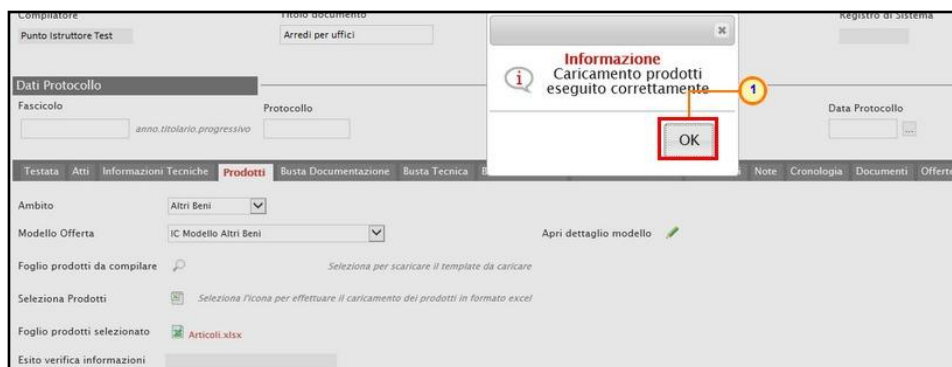 Compilatore
Titolo documento
Registro di Sistema
Punto Istruttore Test
Arredi per uffici
Informazione
Caricamento prodotti
eseguito correttamente
1
OK
Dati Protocollo
Fascicolo
Protocollo
Data Protocollo
anno.titolario.progressivo
...
Testata Atti Informazioni Tecniche Prodotti Busta Documentazione Busta Tecnica Note Cronologia Documenti Offerte
Ambito
Altri Beni
Modello Offerta
IC Modello Altri Beni
Apri dettaglio modello
Foglio prodotti da compilare
Seleziona per scaricare il template da caricare
Seleziona Prodotti
Seleziona l'icona per effettuare il caricamento dei prodotti in formato excel
Foglio prodotti selezionato
Articoli.xlsx
Esito verifica informazioni